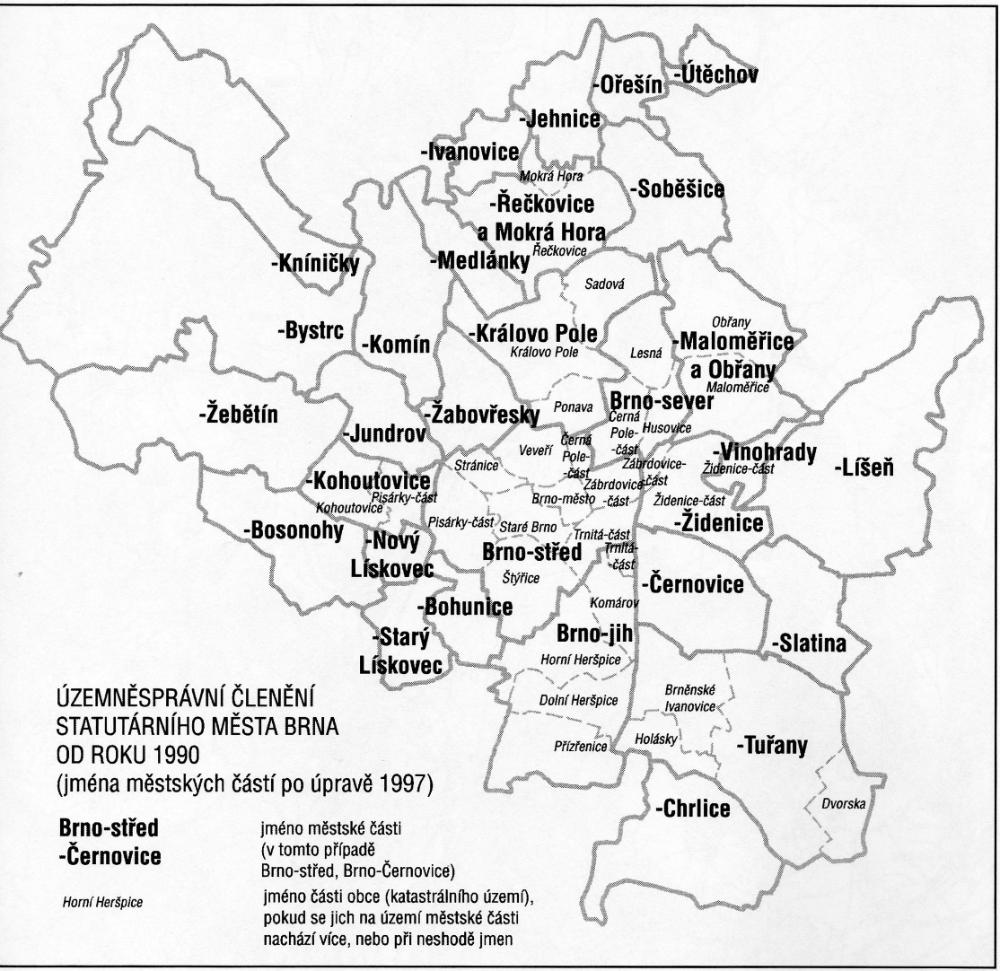 -Ořešín
-Útěchov
-Jehnice
-Ivanovice
Mokrá Hora
-Soběšice
-Řečkovice
a Mokrá Hora
Řečkovice
-Kníničky
-Medlánky
Sadová
-Bystrc
-Komín
-Královo Pole
Královo Pole
Lesná
Obřany
-Maloměřice
a Obřany
Maloměřice
-Žebětín
-Jundrov
-Žabovřesky
Ponava
Brno-sever
Černá
Pole-
-část
Husovice
Veveří
Černá
Pole-
-část
Stránice
-Vinohrady
Židenice-část
-Líšeň
Zábrdovice-
-část
Zábrdovice-
-část
-Kohoutovice
Kohoutovice
Pisárky-část
Brno-město
Židenice-část
-Židenice
-Bosonohy
Pisárky-část
Staré Brno
Trnitá-část
Trnitá-
-část
-Nový
Lískovec
Brno-střed
Štýřice
-Černovice
-Bohunice
Komárov
-Starý
Lískovec
Brno-jih
Horní Heršpice
-Slatina
Dolní Heršpice
Brněnské
Ivanovice
Přízřenice
Holásky
-Tuřany
-Chrlice
Dvorska
ÚZEMNĚSPRÁVNÍ ČLENĚNÍ
STATUTÁRNÍHO MĚSTA BRNA
OD ROKU 1990
(jména městských částí po úpravě 1997)
Brno-střed
-Černovice
jméno městské části
(v tomto případě
Brno-střed, Brno-Černovice)
Horní Heršpice
jméno části obce (katastrálního území),
pokud se jich na území městské části
nachází více, nebo při neshodě jmen